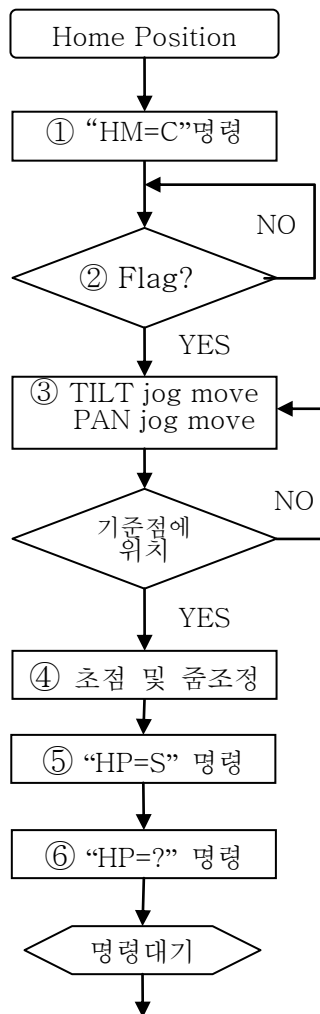 Home Position
① “HM=C”명령
NO
② Flag?
YES
③ TILT jog move
PAN jog move
NO
기준점에
위치
YES
④ 초점 및 줌조정
⑤ “HP=S” 명령
⑥ “HP=?” 명령
명령대기